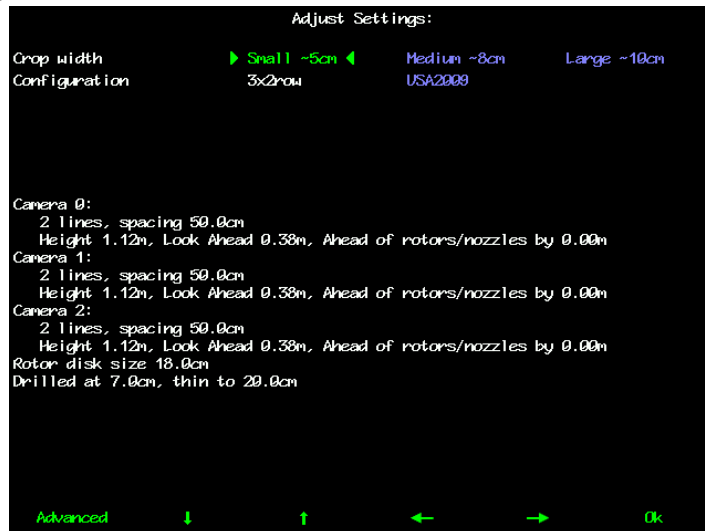 Adjust Settings:
Crop width Small ~5cm Medium ~8cm Large ~10cm
Configuration 3x2row USA2009
Camera 0:
2 lines, spacing 50.0cm
Height 1.12m, Look Ahead 0.38m, Ahead of rotors/nozzles by 0.00m
Camera 1:
2 lines, spacing 50.0cm
Height 1.12m, Look Ahead 0.38m, Ahead of rotors/nozzles by 0.00m
Camera 2:
2 lines, spacing 50.0cm
Height 1.12m, Look Ahead 0.38m, Ahead of rotors/nozzles by 0.00m
Rotor disk size 18.0cm
Drilled at 7.0cm, thin to 20.0cm
Advanced ↓ ↑ ← → Ok